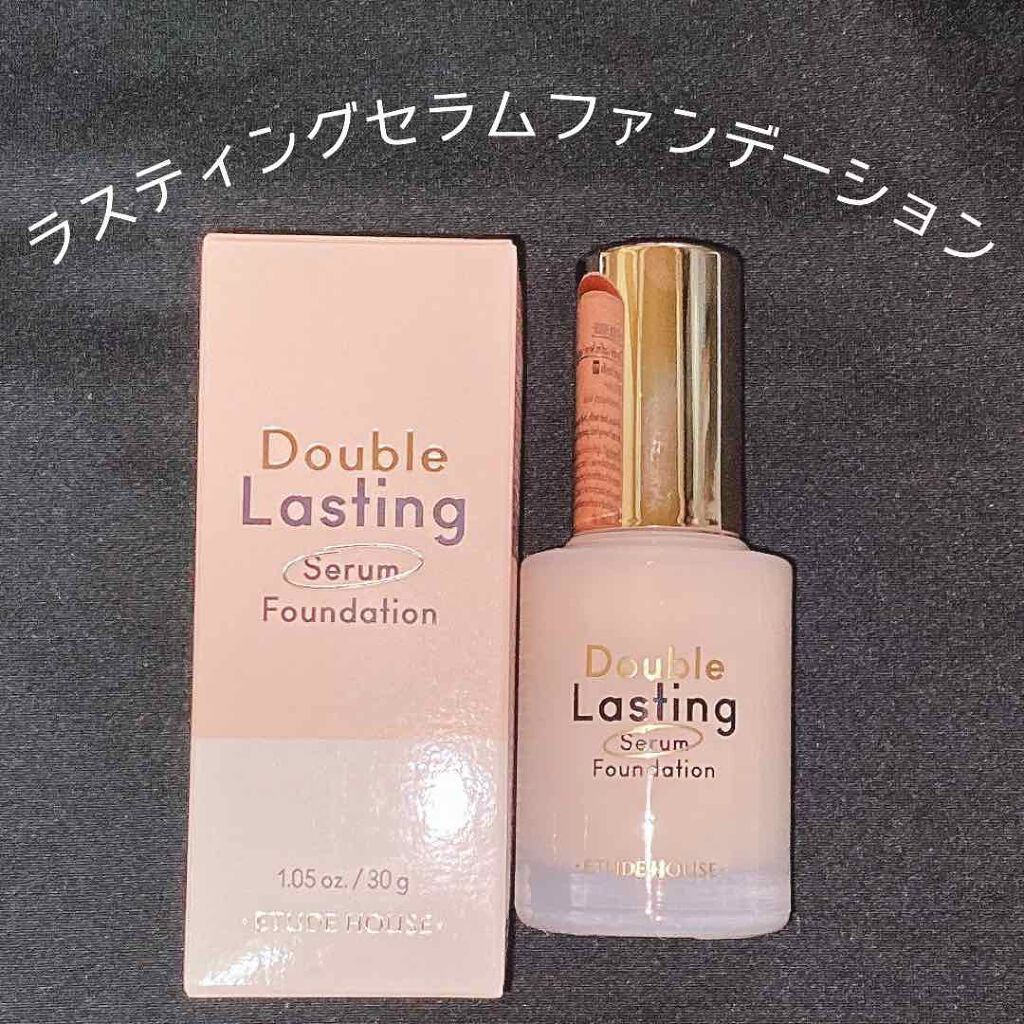 ラスティングセラムファンデーション
Double
Lasting
Serum
Foundation
1.05 oz. / 30 g
·ETUDE HOUSE·
Double
Lasting
Serum
Foundation
·ETUDE HOUSE·